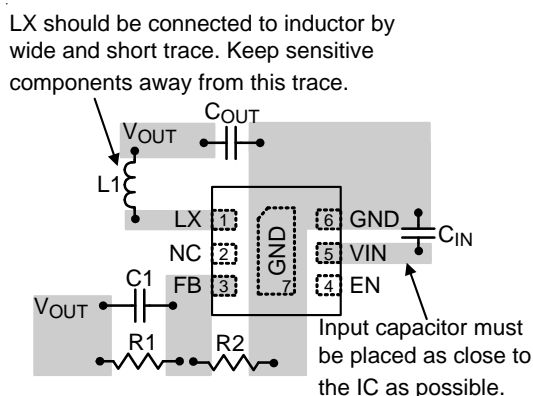 LX should be connected to inductor by
wide and short trace. Keep sensitive
components away from this trace.
COUT
VOUT
L1
LX 1
6 GND
CIN
NC 2
GND
5 VIN
C1
FB 3
7
4 EN
VOUT
R1
R2
Input capacitor must
be placed as close to
the IC as possible.